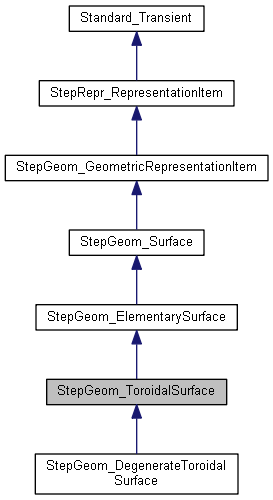 Standard_Transient
StepRepr_RepresentationItem
StepGeom_GeometricRepresentationItem
StepGeom_Surface
StepGeom_ElementarySurface
StepGeom_ToroidalSurface
StepGeom_DegenerateToroidal
Surface